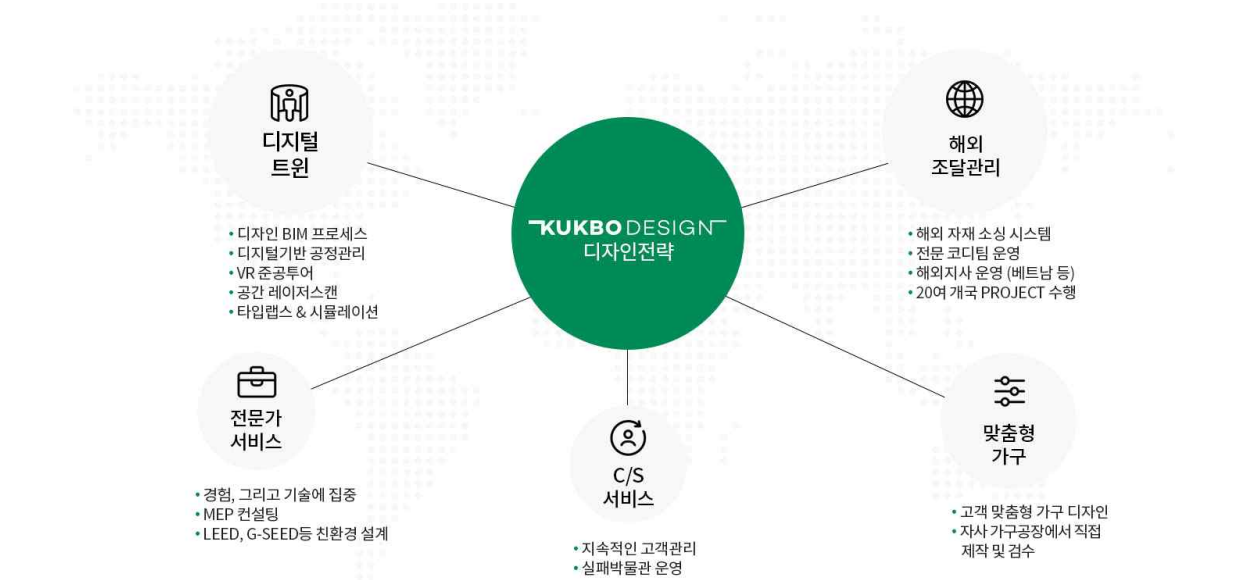 디지털
트윈
• 디자인 BIM 프로세스
• 디지털기반 공정관리
• VR 준공투어
• 공간 레이저스캔
• 타입랩스 & 시뮬레이션
KUKBO DESIGN
디자인전략
해외
조달관리
• 해외 자재 소싱 시스템
• 전문 코디팀 운영
• 해외지사 운영 (베트남 등)
• 20여 개국 PROJECT 수행
전문가
서비스
• 경험, 그리고 기술에 집중
• MEP 컨설팅
• LEED, G-SEED등 친환경 설계
C/S
서비스
• 지속적인 고객관리
• 실패박물관 운영
맞춤형
가구
• 고객 맞춤형 가구 디자인
• 자사 가구공장에서 직접
제작 및 검수